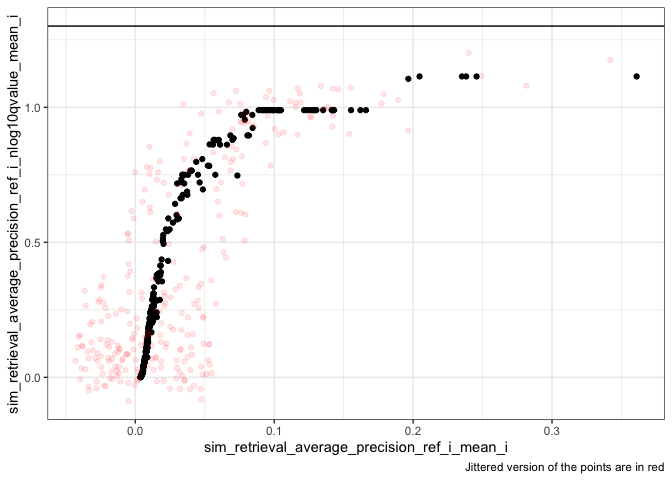 sim_retrieval_average_precision_ref_i_nlog10qvalue_mean_i
1.0
0.5
0.0
0.0
0.1
0.2
0.3
sim_retrieval_average_precision_ref_i_mean_i
Jittered version of the points are in red